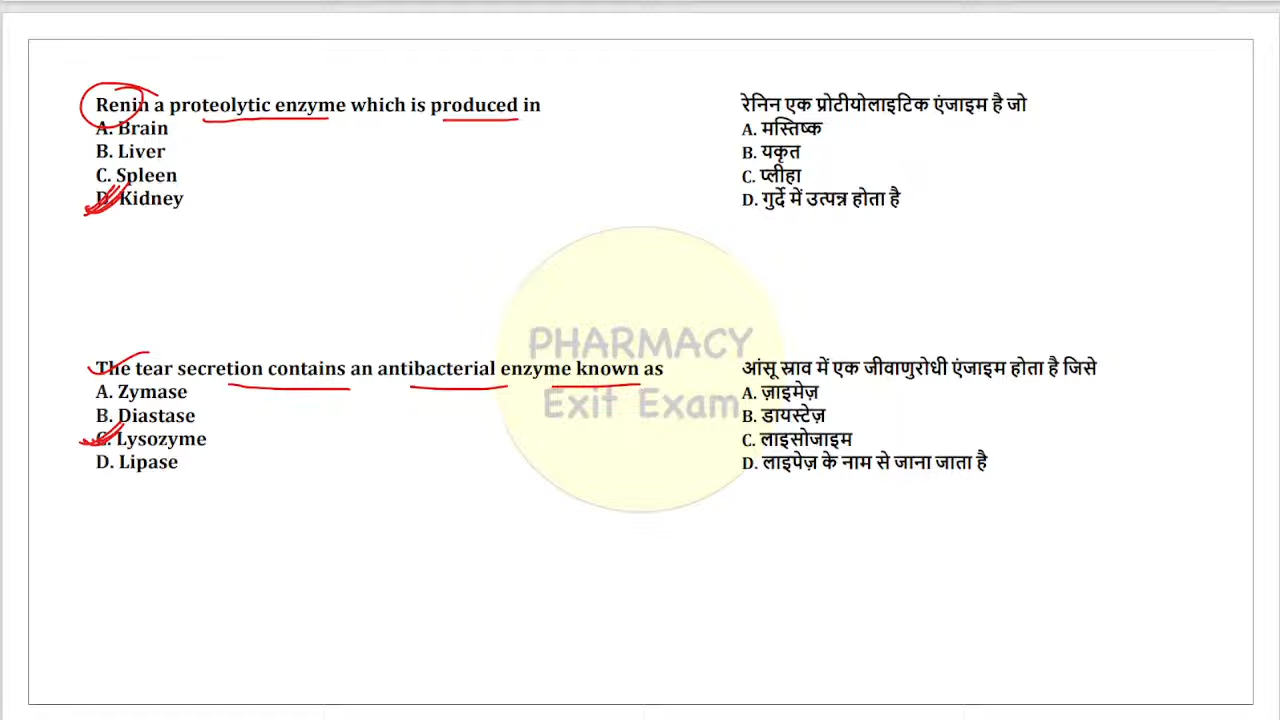 Renin a proteolytic enzyme which is produced in
A. Brain
B. Liver
C. Spleen
D. Kidney
रेनिन एक प्रोटीयोलाइटिक एंजाइम है जो
A. मस्तिष्क
B. यकृत
C. प्लीहा
D. गुर्दे में उत्पन्न होता है
PHARMACY
Exit Exam
The tear secretion contains an antibacterial enzyme known as
A. Zymase
B. Diastase
C. Lysozyme
D. Lipase
आंसू स्राव में एक जीवाणुरोधी एंजाइम होता है जिसे
A. ज़ाइमेज़
B. डायस्टेज़
C. लाइसोजाइम
D. लाइपेज़ के नाम से जाना जाता है